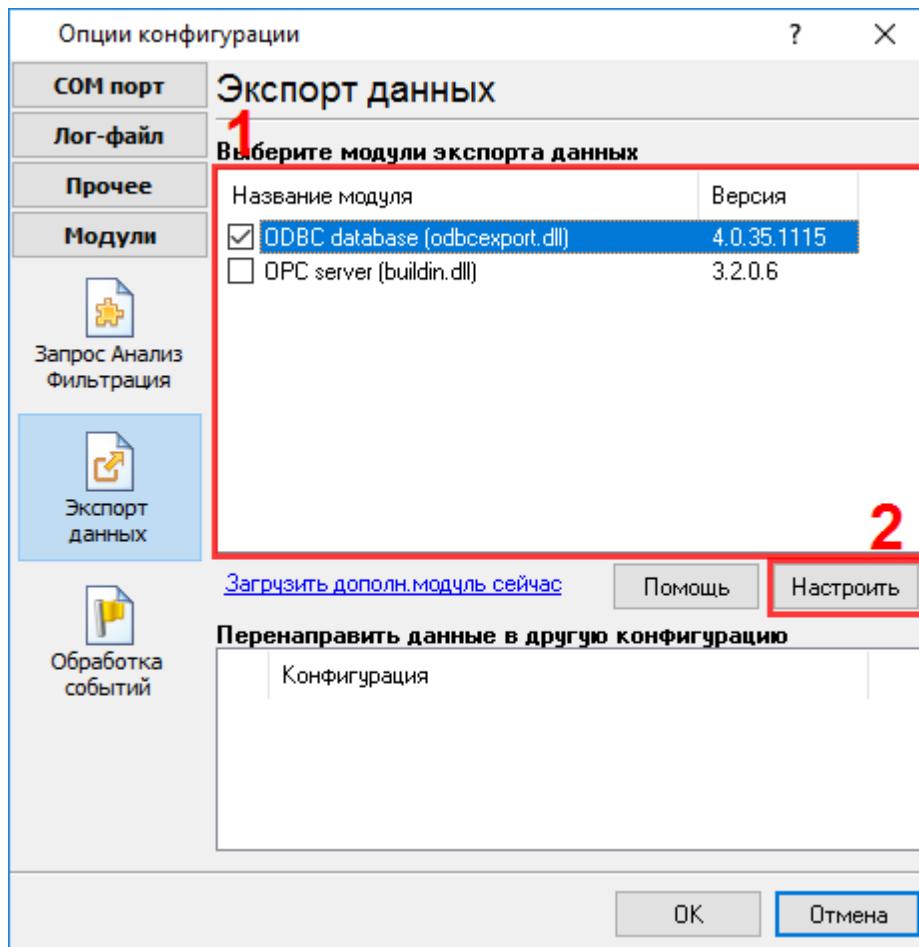 Опции конфигурации ?
COM порт
Лог-файл
Прочее
Модули
Запрос Анализ
Фильтрация
Экспорт
данных
Обработка
событий
Экспорт данных
1
Выберите модули экспорта данных
Название модуля Версия
ODBC database (odbcexport.dll) 4.0.35.1115
OPC server (buildin.dll) 3.2.0.6
2
Загрузить дополн.модуль сейчас Помощь Настроить
Перенаправить данные в другую конфигурацию
Конфигурация
OK Отмена